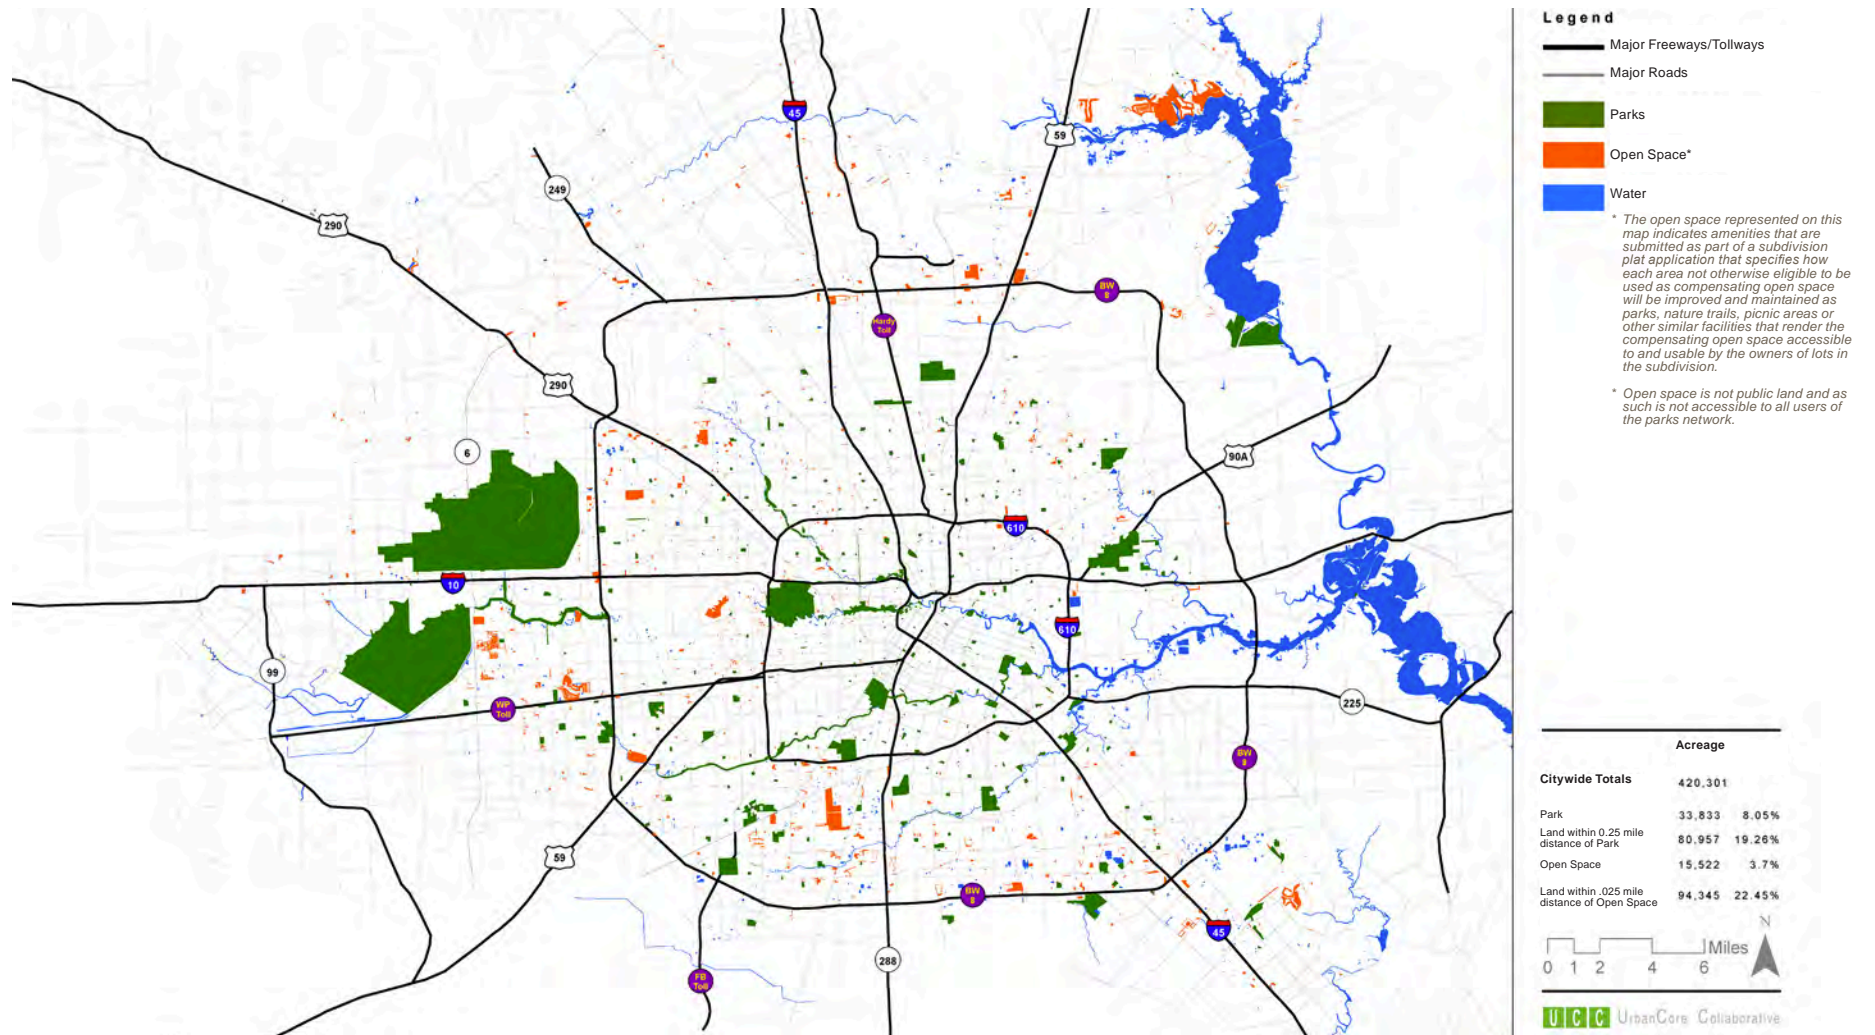 Legend
Major Freeways/Tollways
Major Roads
Parks
Open Space*
Water
* The open space represented on this
map indicates amenities that are
submitted as part of a subdivision
plat application that specifies how
each area not otherwise eligible to be
used as compensating open space
will be improved and maintained as
parks, nature trails, picnic areas or
other similar facilities that render the
compensating open space accessible
to and usable by the owners of lots in
the subdivision.
* Open space is not public land and as
such is not accessible to all users of
the parks network.
45
59
249
290
BW
8
Hardy
Toll
290
6
90A
610
10
610
99
WP
Toll
225
BW
8
59
BW
8
45
288
FB
Toll
Acreage
Citywide Totals 420,301
Park 33,833 8.05%
Land within 0.25 mile
distance of Park 80,957 19.26%
Open Space 15,522 3.7%
Land within .025 mile
distance of Open Space 94,345 22.45%
N
Miles
0 1 2 4 6
UCC UrbanCore Collaborative